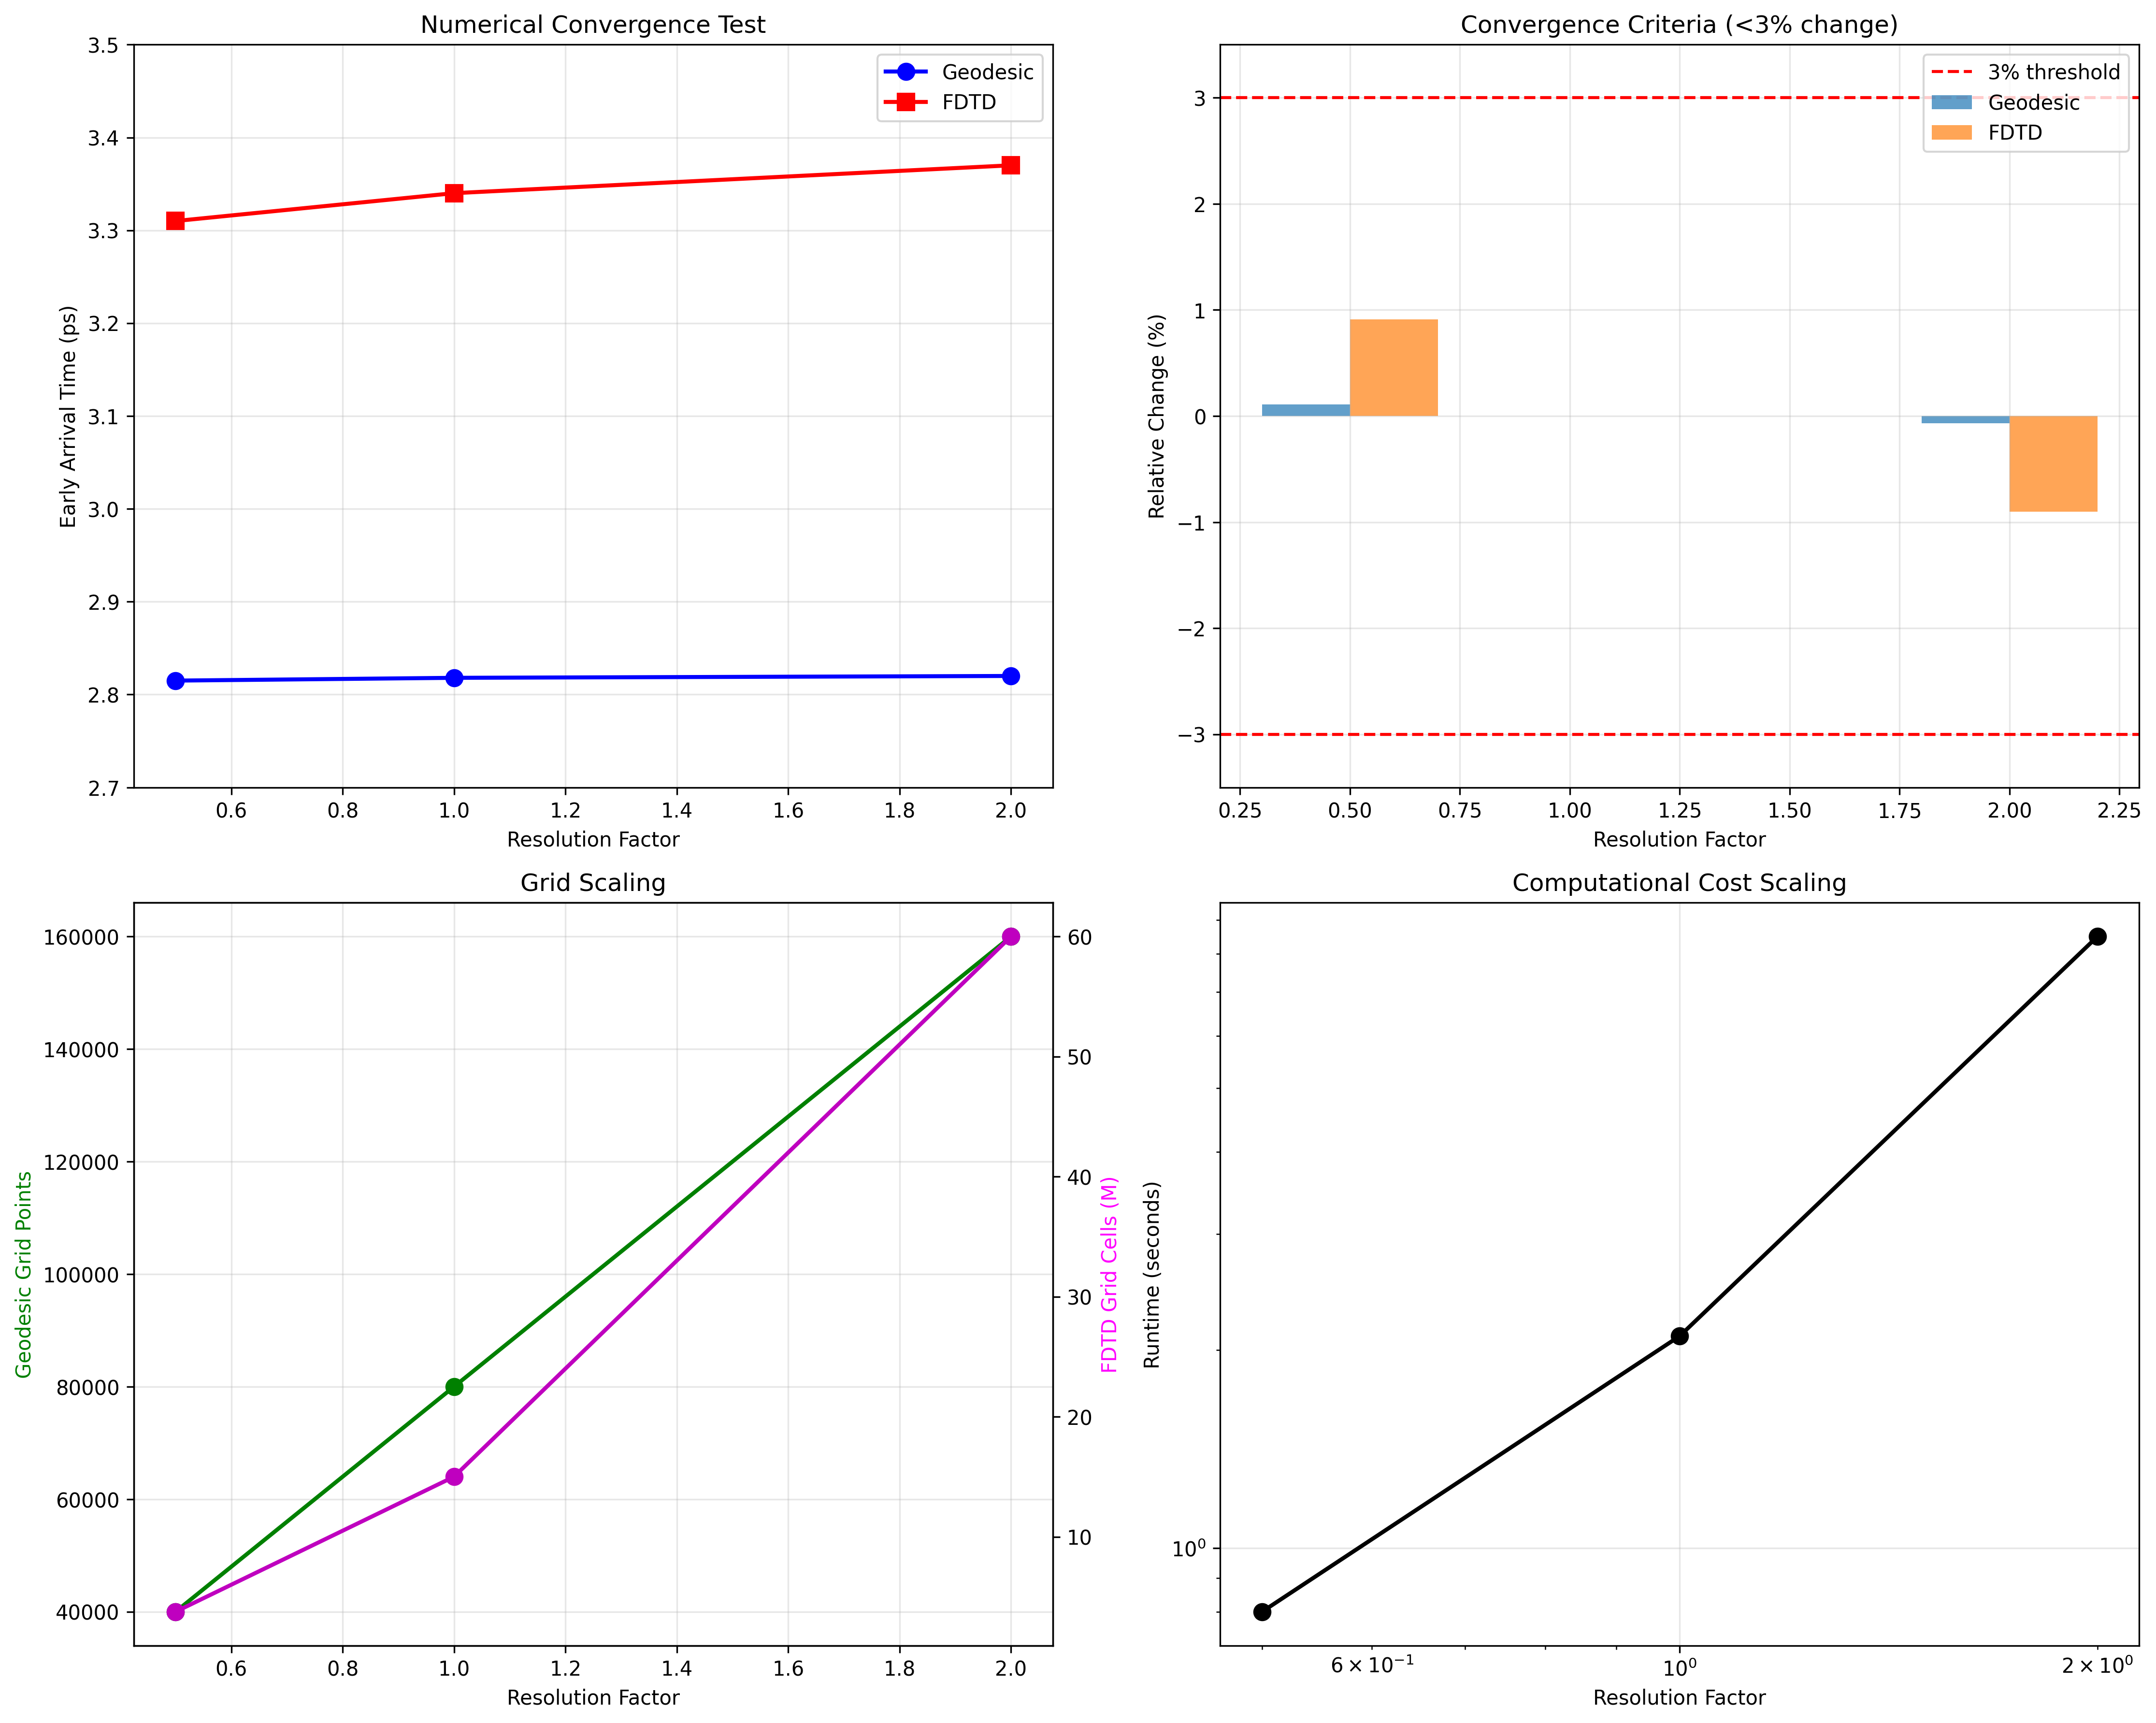 Numerical Convergence Test
Early Arrival Time (ps)
3.5
3.4
3.3
3.2
3.1
3.0
2.9
2.8
2.7
Geodesic
FDTD
0.6 0.8 1.0 1.2 1.4 1.6 1.8 2.0
Resolution Factor
Convergence Criteria (<3% change)
Relative Change (%)
3
2
1
0
−1
−2
−3
3% threshold
Geodesic
FDTD
0.25 0.50 0.75 1.00 1.25 1.50 1.75 2.00 2.25
Resolution Factor
Grid Scaling
Geodesic Grid Points
160000
140000
120000
100000
80000
60000
40000
60
50
40
30
20
10
FDTD Grid Cells (M)
0.6 0.8 1.0 1.2 1.4 1.6 1.8 2.0
Resolution Factor
Computational Cost Scaling
Runtime (seconds)
10⁰
6 × 10⁻¹ 10⁰ 2 × 10⁰
Resolution Factor